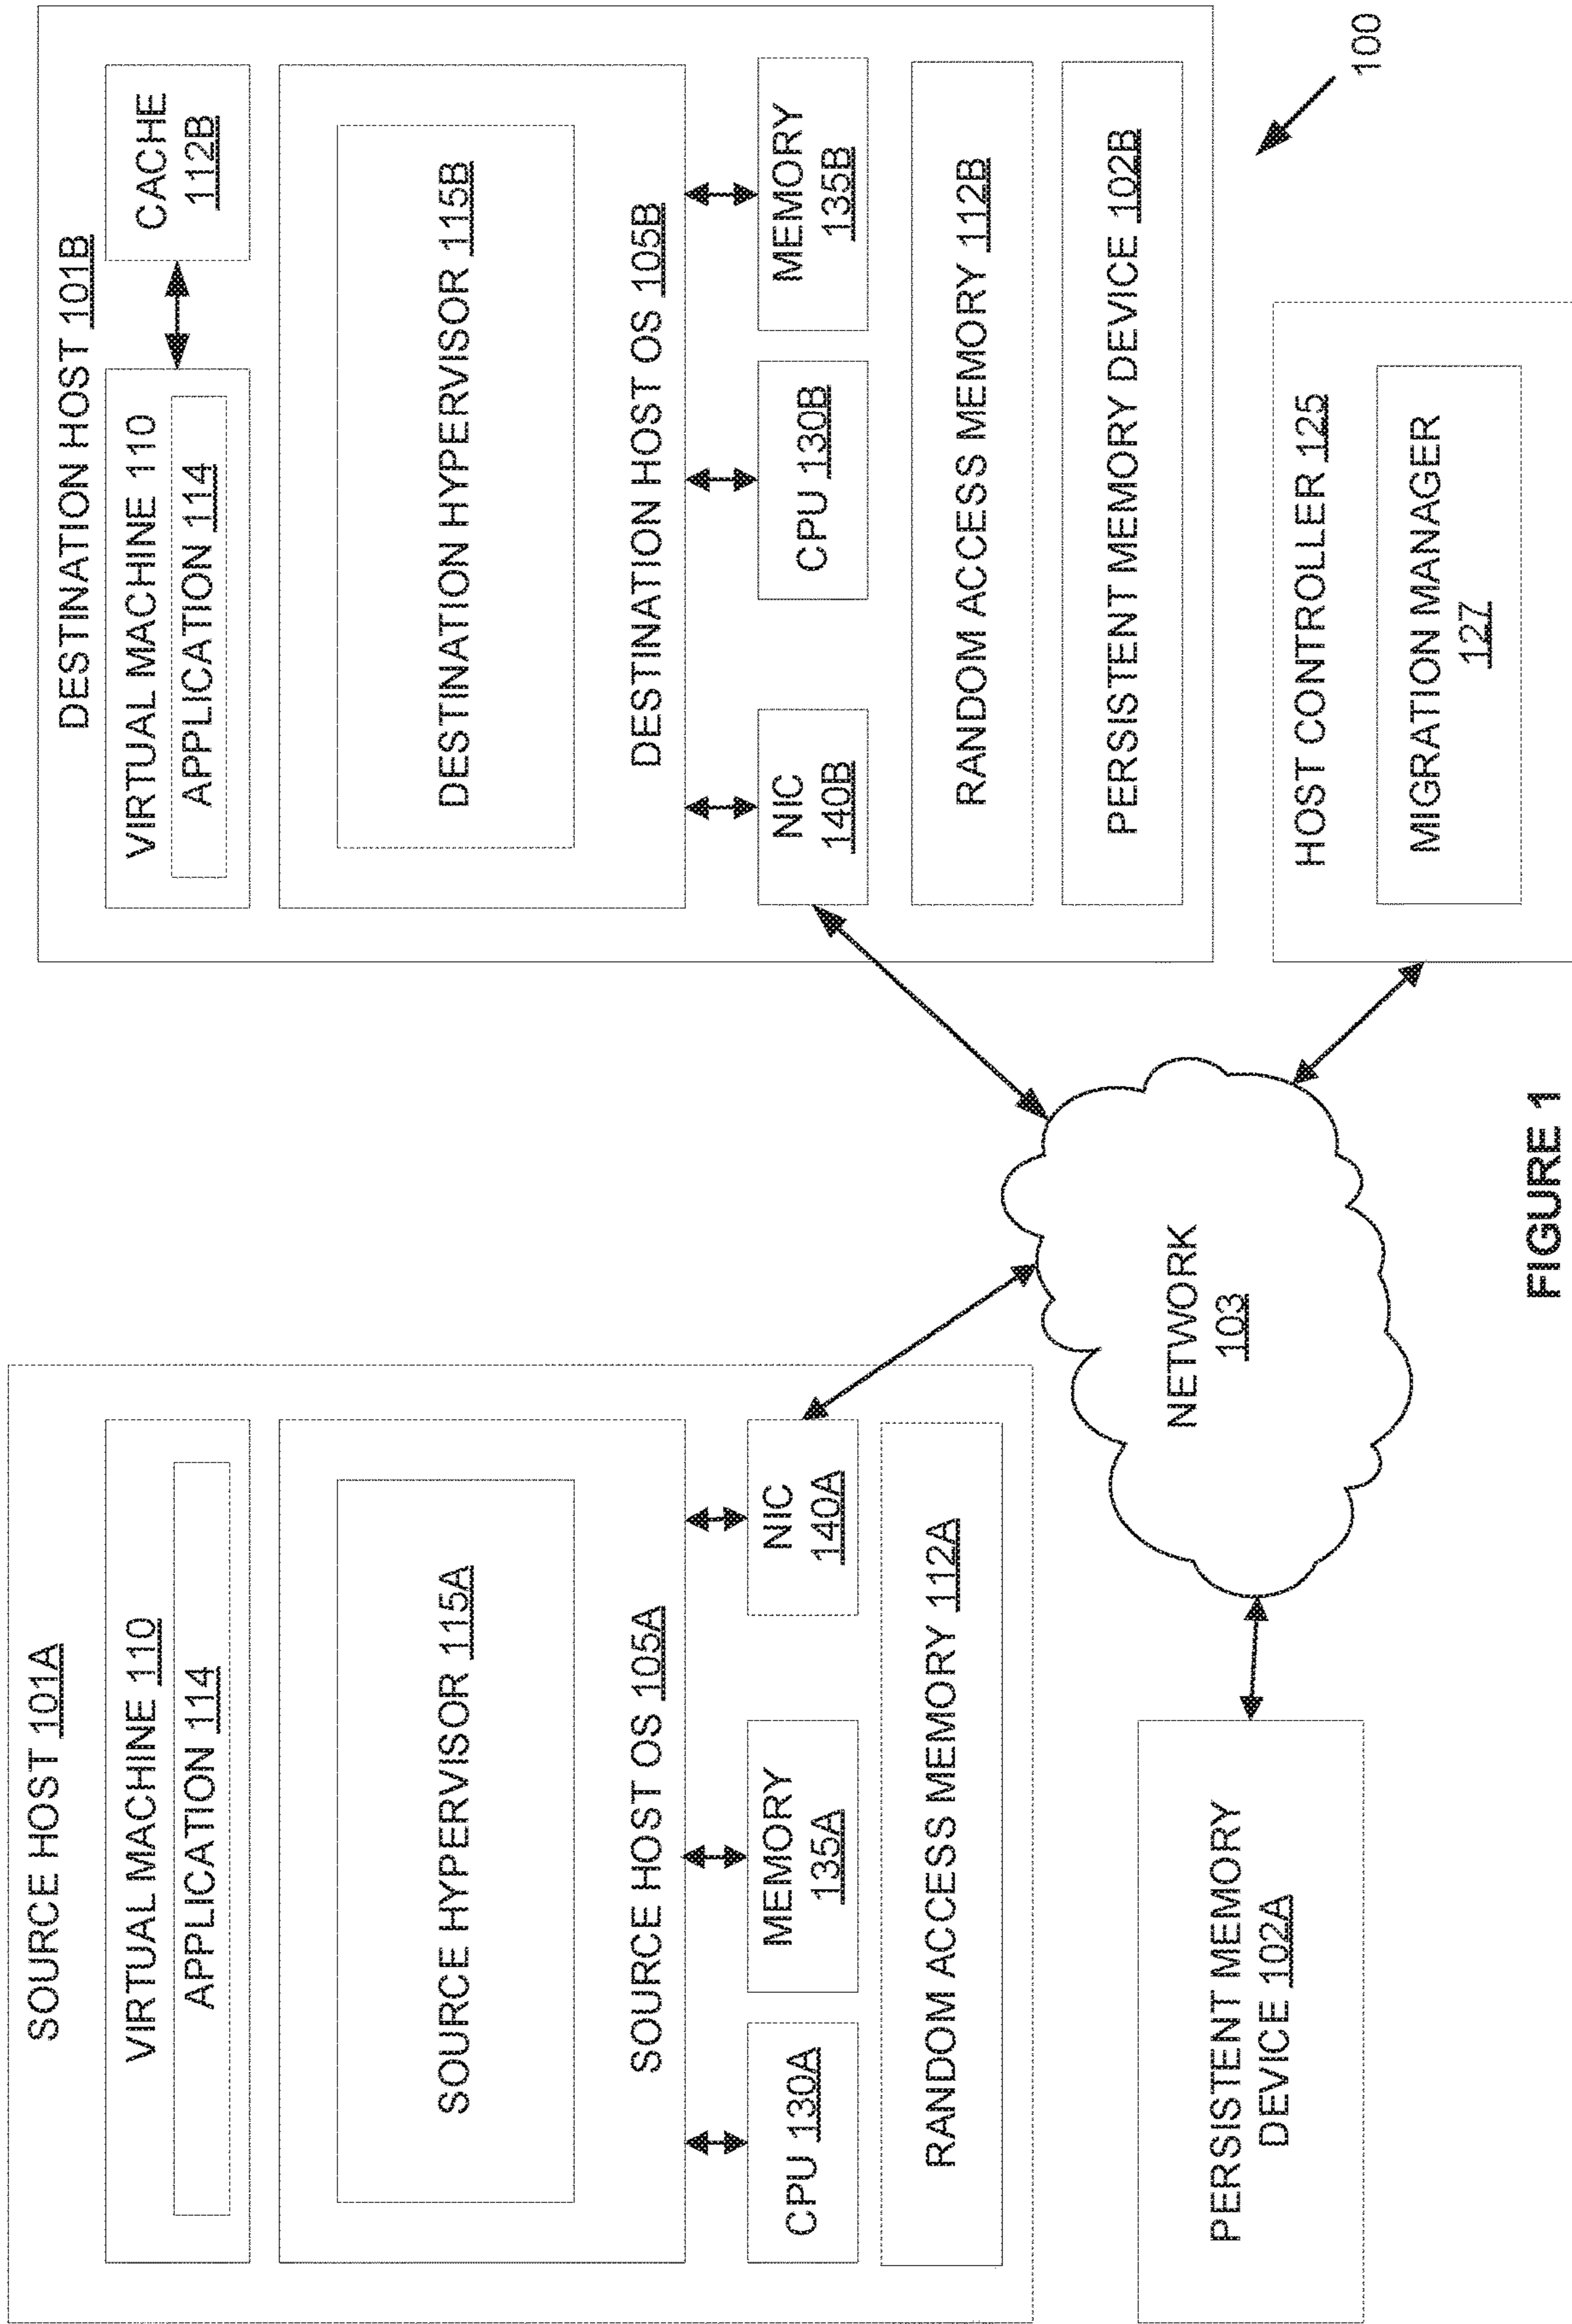 SOURCE HOST 101A
VIRTUAL MACHINE 110
APPLICATION 114
SOURCE HYPERVISOR 115A
SOURCE HOST OS 105A
CPU 130A
MEMORY
135A
NIC
140A
RANDOM ACCESS MEMORY 112A
PERSISTENT MEMORY
DEVICE 102A
NETWORK
103
DESTINATION HOST 101B
VIRTUAL MACHINE 110
APPLICATION 114
CACHE
112B
DESTINATION HYPERVISOR 115B
DESTINATION HOST OS 105B
NIC
140B
CPU 130B
MEMORY
135B
RANDOM ACCESS MEMORY 112B
PERSISTENT MEMORY DEVICE 102B
HOST CONTROLLER 125
MIGRATION MANAGER
127
100
FIGURE 1